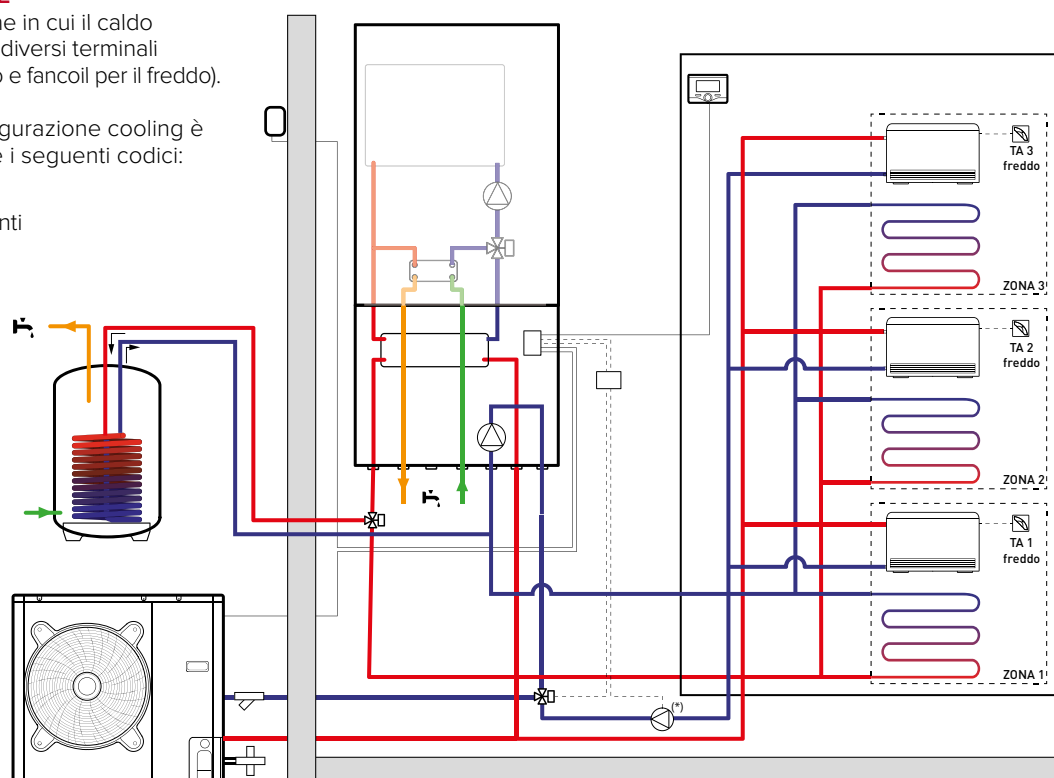 ne in cui il caldo
diversi terminali
o e fancoil per il freddo).
gurazione cooling è
e i seguenti codici:
nti
TA 3
freddo
ZONA 3
TA 2
freddo
ZONA 2
TA 1
freddo
ZONA 1
(*)